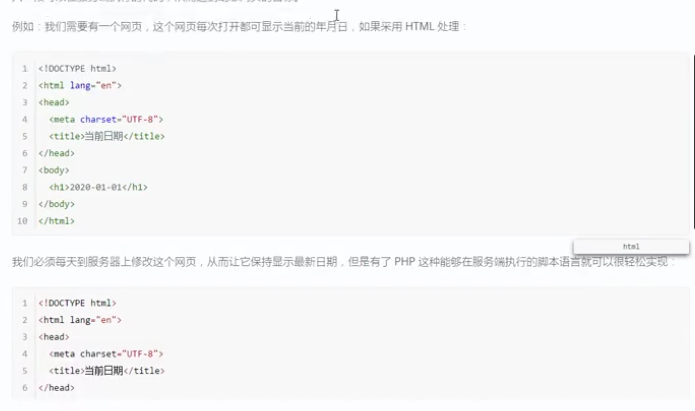 例如：我们需要有一个网页，这个网页每次打开都可显示当前的年月日，如果采用 HTML 处理：
1 <!DOCTYPE html>
2 <html lang="en">
3 <head>
4 <meta charset="UTF-8">
5 <title>当前日期</title>
6 </head>
7 <body>
8 <h1>2020-01-01</h1>
9 </body>
10 </html>
html
我们必须每天到服务器上修改这个网页，从而让它保持显示最新日期，但是有了 PHP 这种能够在服务端执行的脚本语言就可以很轻松实现：
1 <!DOCTYPE html>
2 <html lang="en">
3 <head>
4 <meta charset="UTF-8">
5 <title>当前日期</title>
6 </head>